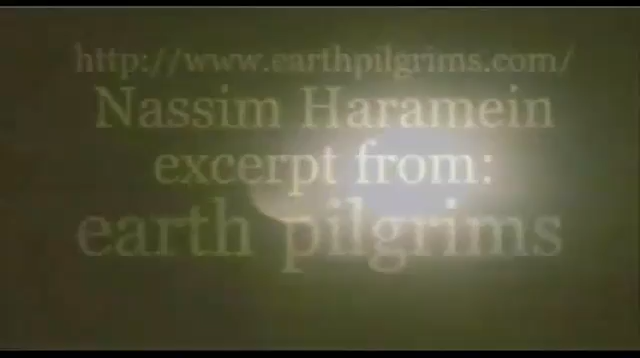 http://www.earthpilgrims.com/
Nassim Haramein
excerpt from:
earth pilgrims